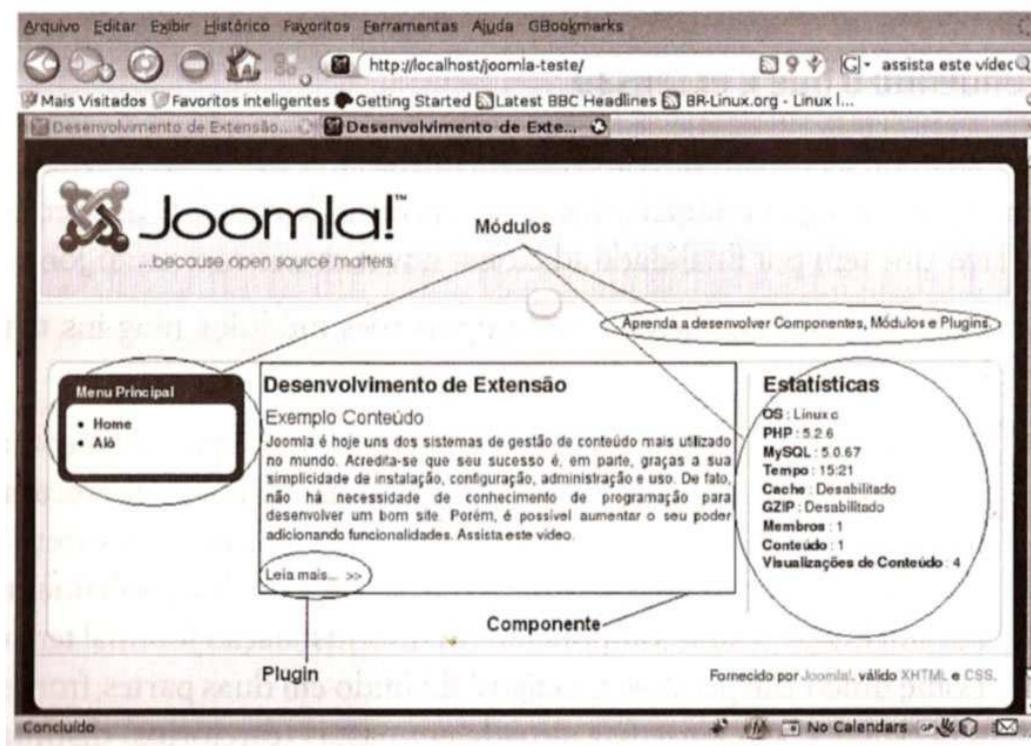 Arquivo Editar Exibir Histórico Favoritos Ferramentas Ajuda GBookmarks
http://localhost/joomla-teste/ G assista este vídeo
Mais Visitados Favoritos inteligentes Getting Started Latest BBC Headlines BR-Linux.org - Linux l...
Desenvolvimento de Extensão... Desenvolvimento de Exte...
Joomla!™
...because open source matters
Módulos
Aprenda a desenvolver Componentes, Módulos e Plugins.
Menu Principal
• Home
• Alô
Desenvolvimento de Extensão
Exemplo Conteúdo
Joomla é hoje uns dos sistemas de gestão de conteúdo mais utilizado
no mundo. Acredita-se que seu sucesso é, em parte, graças a sua
simplicidade de instalação, configuração, administração e uso. De fato,
não há necessidade de conhecimento de programação para
desenvolver um bom site. Porém, é possível aumentar o seu poder
adicionando funcionalidades. Assista este vídeo.
Leia mais... >>
Estatísticas
OS : Linux c
PHP : 5.2.6
MySQL : 5.0.67
Tempo : 15:21
Cache : Desabilitado
GZIP : Desabilitado
Membros : 1
Conteúdo : 1
Visualizações de Conteúdo : 4
Componente
Plugin
Fornecido por Joomla!, válido XHTML e CSS.
Concluído No Calendars